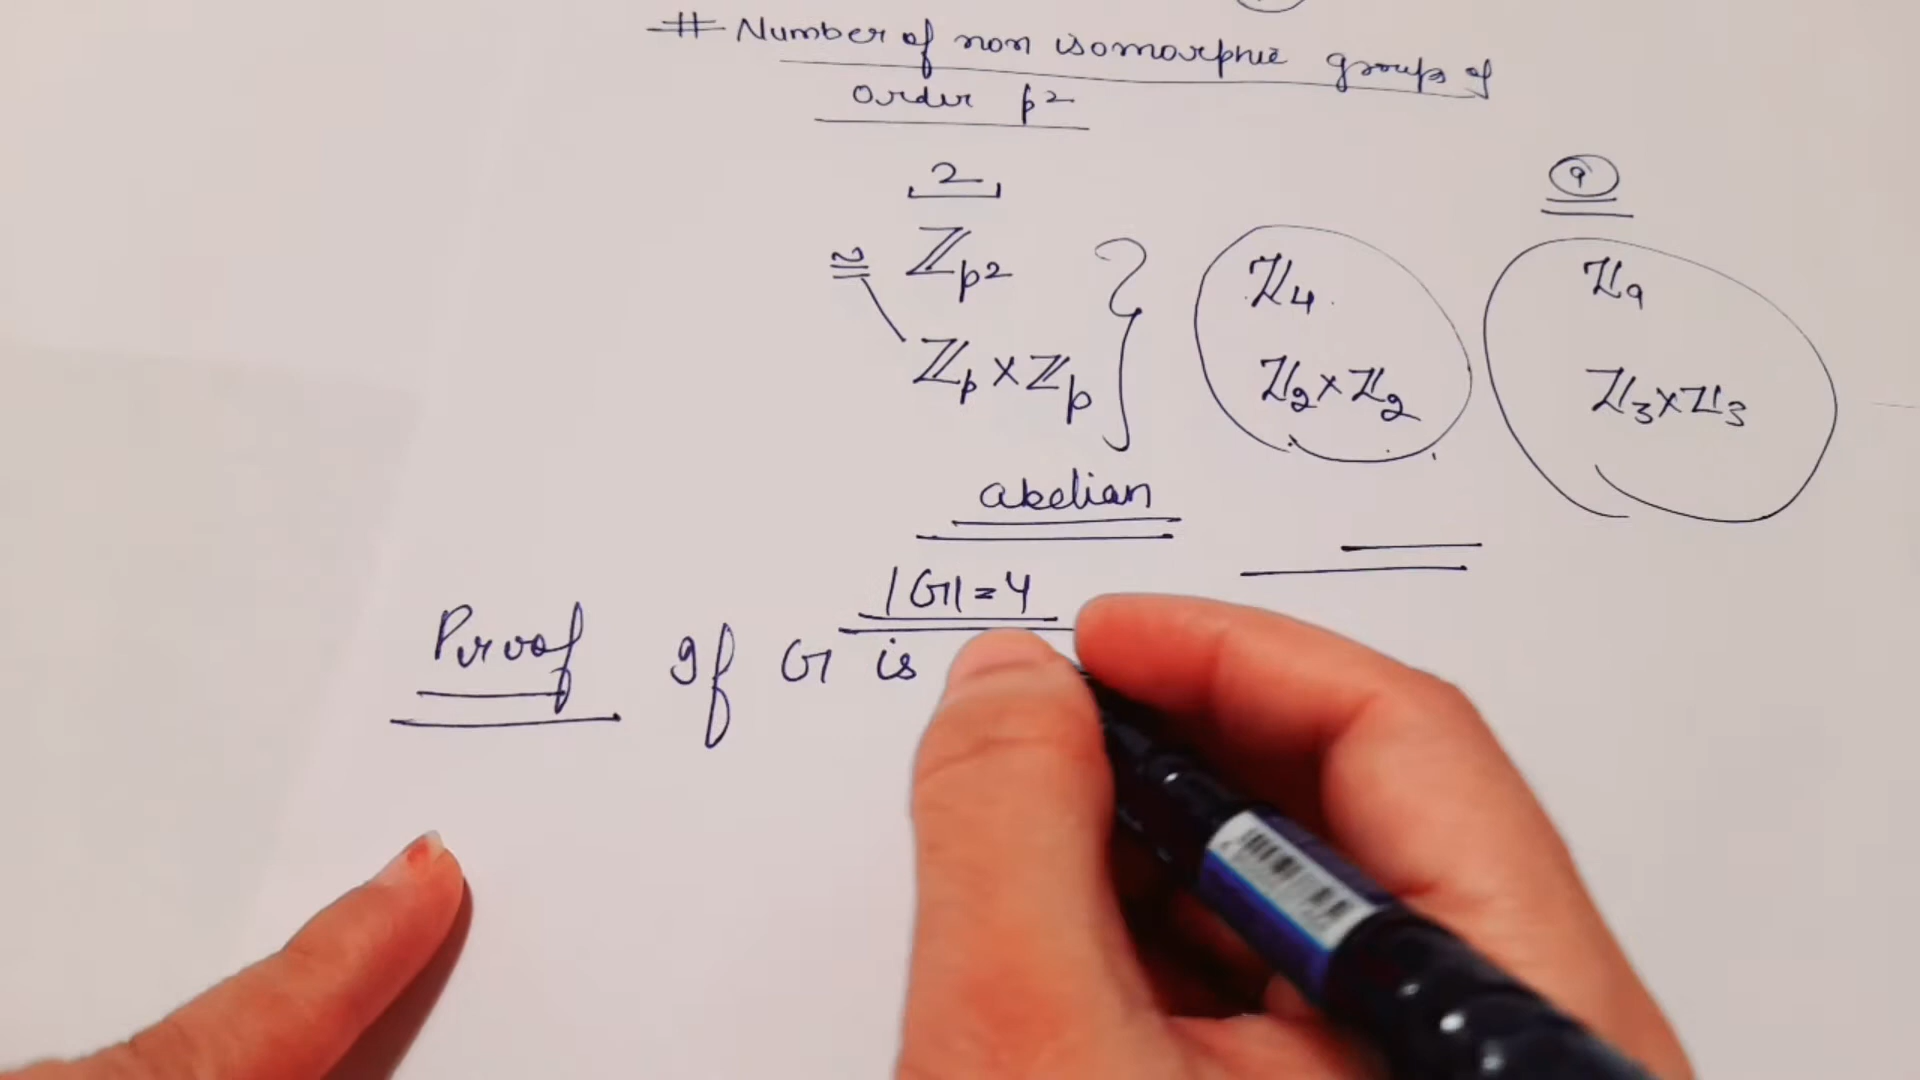 # Number of non isomorphic groups of
order p²
2
9
≅ ℤp²
ℤp × ℤp
ℤ4
ℤ2 × ℤ2
ℤ9
ℤ3 × ℤ3
abelian
|G| = 4
Proof If G is